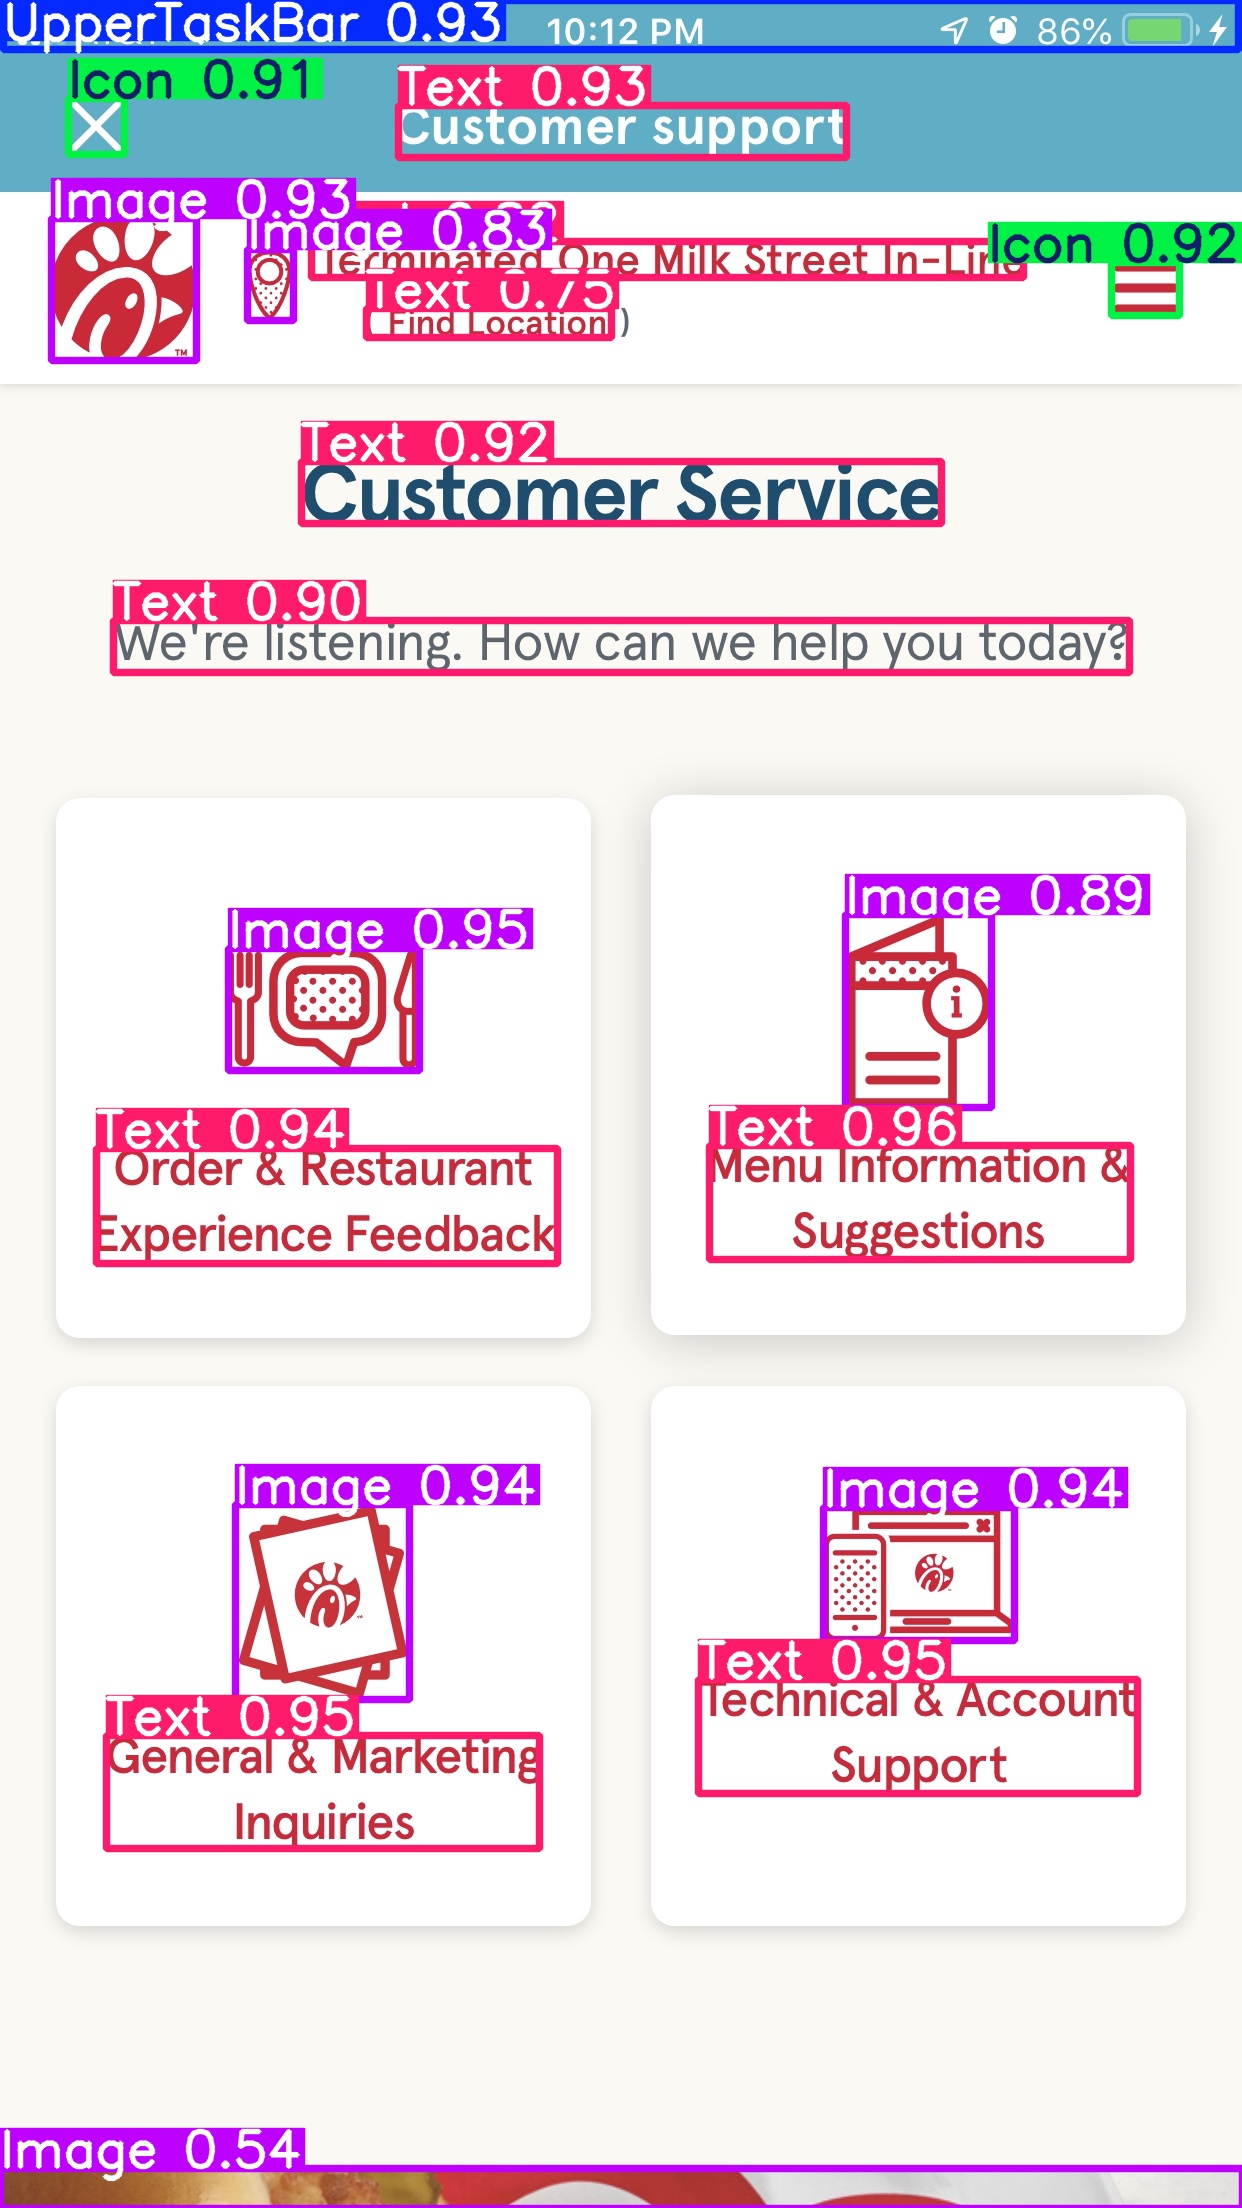 UpperTaskBar 0.93
10:12 PM
86%
Icon 0.91
Text 0.93
Customer support
Image 0.93
Image 0.83
Icon 0.92
Terminated One Milk Street In-Line
Text 0.75
( Find Location )
TM
Text 0.92
Customer Service
Text 0.90
We're listening. How can we help you today?
Image 0.95
Image 0.89
i
Text 0.94
Order & Restaurant
Experience Feedback
Text 0.96
Menu Information &
Suggestions
Image 0.94
Text 0.95
General & Marketing
Inquiries
Image 0.94
Text 0.95
Technical & Account
Support
Image 0.54